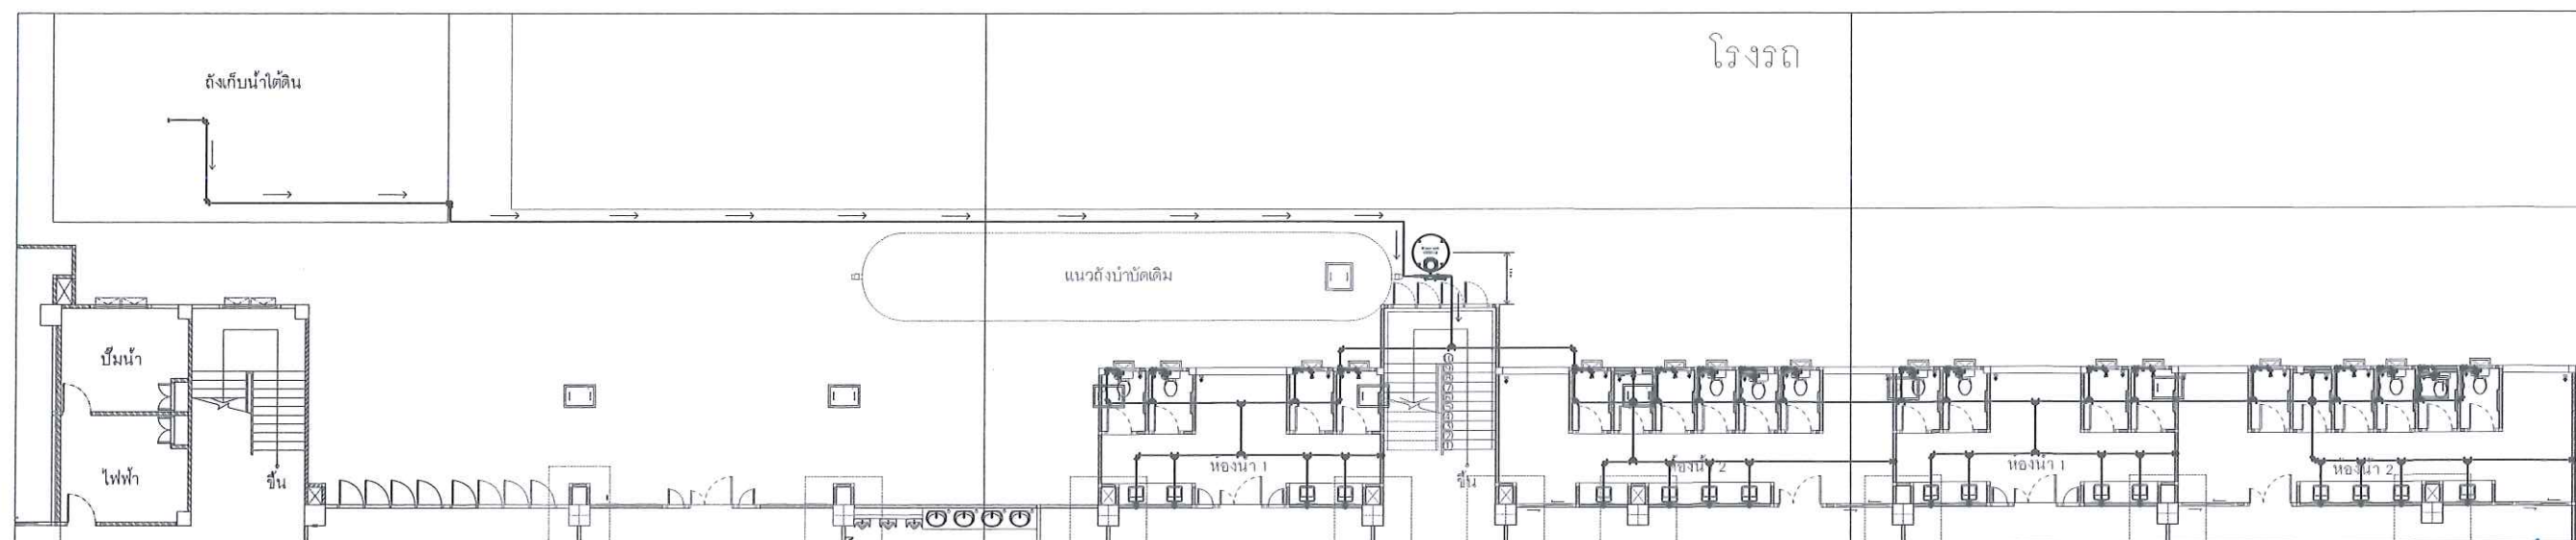 โรงรถ
ถังเก็บน้ำใต้ดิน
แนวถังบำบัดเดิม
ปั๊มน้ำ
ไฟฟ้า
ขึ้น
ห้องน้ำ 1
ขึ้น
ห้องน้ำ 2
ห้องน้ำ 1
ห้องน้ำ 2